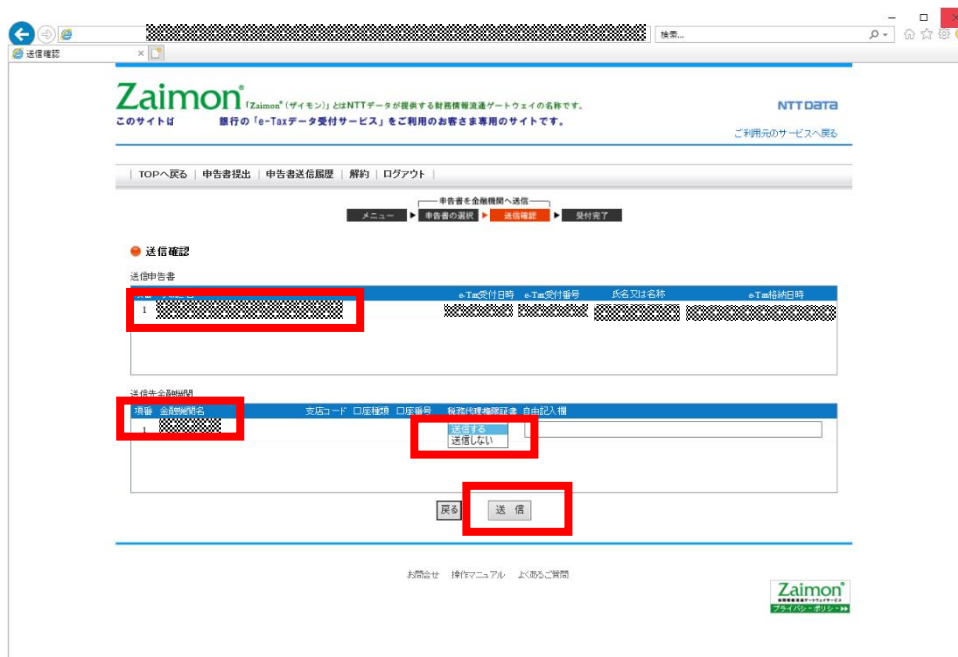 検索...
送信確認
Zaimon®「Zaimon®（ザイモン）」とはNTTデータが提供する財務情報流通ゲートウェイの名称です。
NTT DATA
このサイトは 銀行の「e-Taxデータ受付サービス」をご利用のお客さま専用のサイトです。
ご利用元のサービスへ戻る
| TOPへ戻る | 申告書提出 | 申告書送信履歴 | 解約 | ログアウト |
申告書を金融機関へ送信
メニュー ▶ 申告書の選択 ▶ 送信確認 ▶ 受付完了
送信確認
送信申告書
e-Tax受付日時 e-Tax受付番号 氏名又は名称 e-Tax格納日時
1
送信先金融機関
項番 金融機関名 支店コード 口座種類 口座番号 税務代理権限証書 自由記入欄
1 送信する
送信しない
戻る 送 信
お問合せ 操作マニュアル よくあるご質問
Zaimon®
プライバシーポリシー